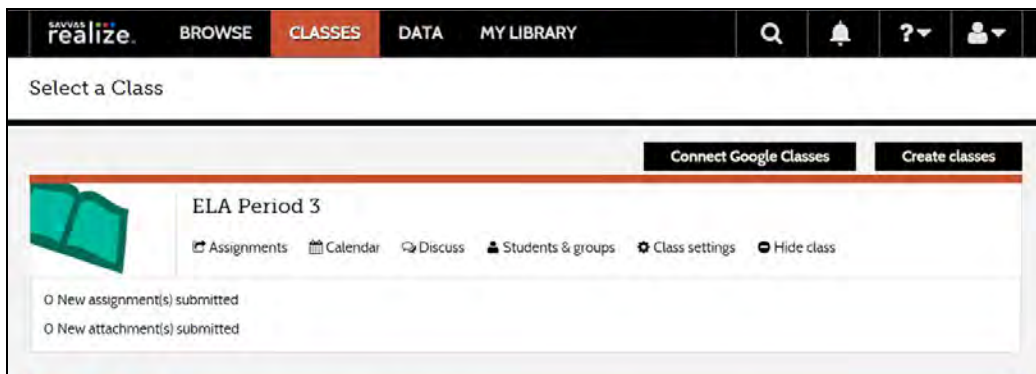 SAVVAS
realize. BROWSE CLASSES DATA MY LIBRARY ?
Select a Class
Connect Google Classes Create classes
ELA Period 3
Assignments Calendar Discuss Students & groups Class settings Hide class
0 New assignment(s) submitted
0 New attachment(s) submitted